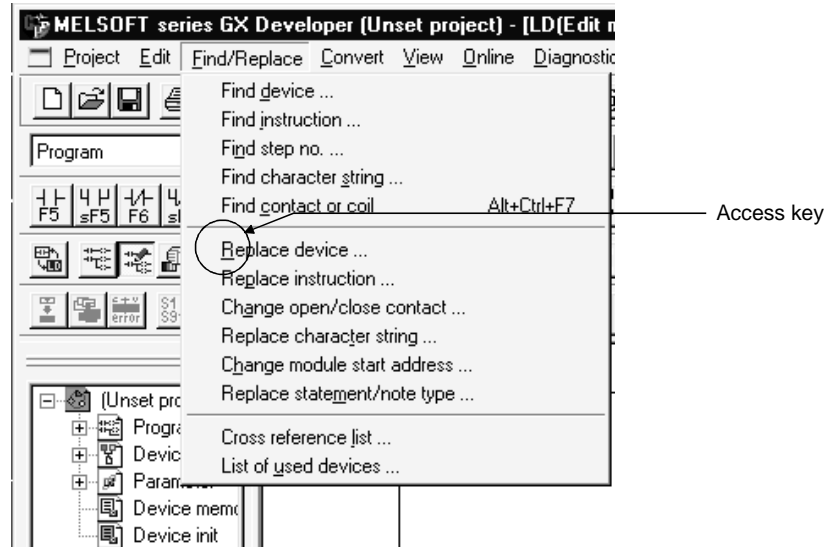 MELSOFT series GX Developer (Unset project) - [LD(Edit m
Project Edit Find/Replace Convert View Online Diagnostic
Find device ...
Find instruction ...
Program
Find step no. ...
Find character string ...
Find contact or coil Alt+Ctrl+F7
F5 sF5 F6
Access key
Replace device ...
Replace instruction ...
Change open/close contact ...
error
Replace character string ...
Change module start address ...
Replace statement/note type ...
(Unset pro
Progra
Cross reference list ...
Devic
List of used devices ...
Param
Device memo
Device init